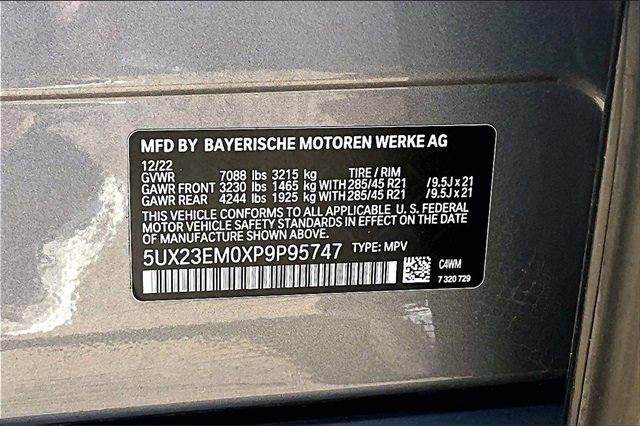 MFD BY BAYERISCHE MOTOREN WERKE AG
12/22
GVWR 7088 lbs 3215 kg TIRE / RIM
GAWR FRONT 3230 lbs 1465 kg WITH 285/45 R21 /9.5J x 21
GAWR REAR 4244 lbs 1925 kg WITH 285/45 R21 /9.5J x 21
THIS VEHICLE CONFORMS TO ALL APPLICABLE U. S. FEDERAL
MOTOR VEHICLE SAFETY STANDARDS IN EFFECT ON THE DATE
OF MANUFACTURE SHOWN ABOVE.
5UX23EM0XP9P95747 TYPE: MPV
C4WM
7 320 729